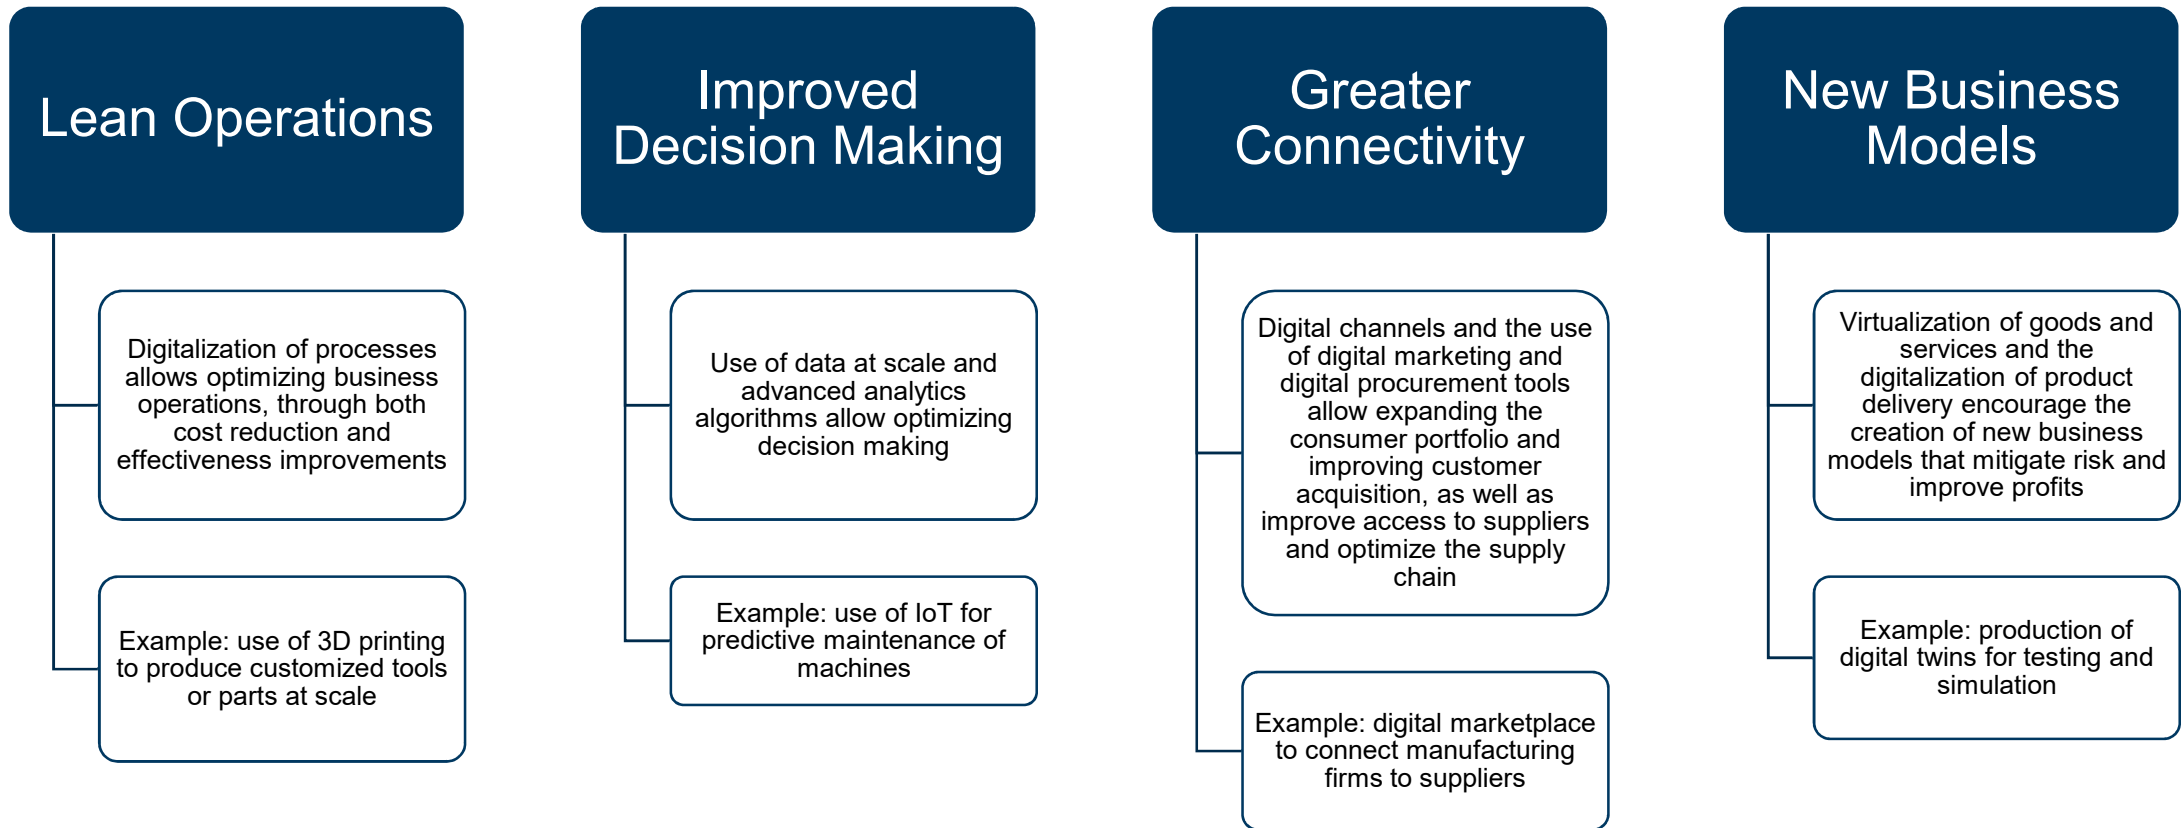 Lean Operations
Digitalization of processes
allows optimizing business
operations, through both
cost reduction and
effectiveness improvements
Example: use of 3D printing
to produce customized tools
or parts at scale
Improved
Decision Making
Use of data at scale and
advanced analytics
algorithms allow optimizing
decision making
Example: use of IoT for
predictive maintenance of
machines
Greater
Connectivity
Digital channels and the use
of digital marketing and
digital procurement tools
allow expanding the
consumer portfolio and
improving customer
acquisition, as well as
improve access to suppliers
and optimize the supply
chain
Example: digital marketplace
to connect manufacturing
firms to suppliers
New Business
Models
Virtualization of goods and
services and the
digitalization of product
delivery encourage the
creation of new business
models that mitigate risk and
improve profits
Example: production of
digital twins for testing and
simulation